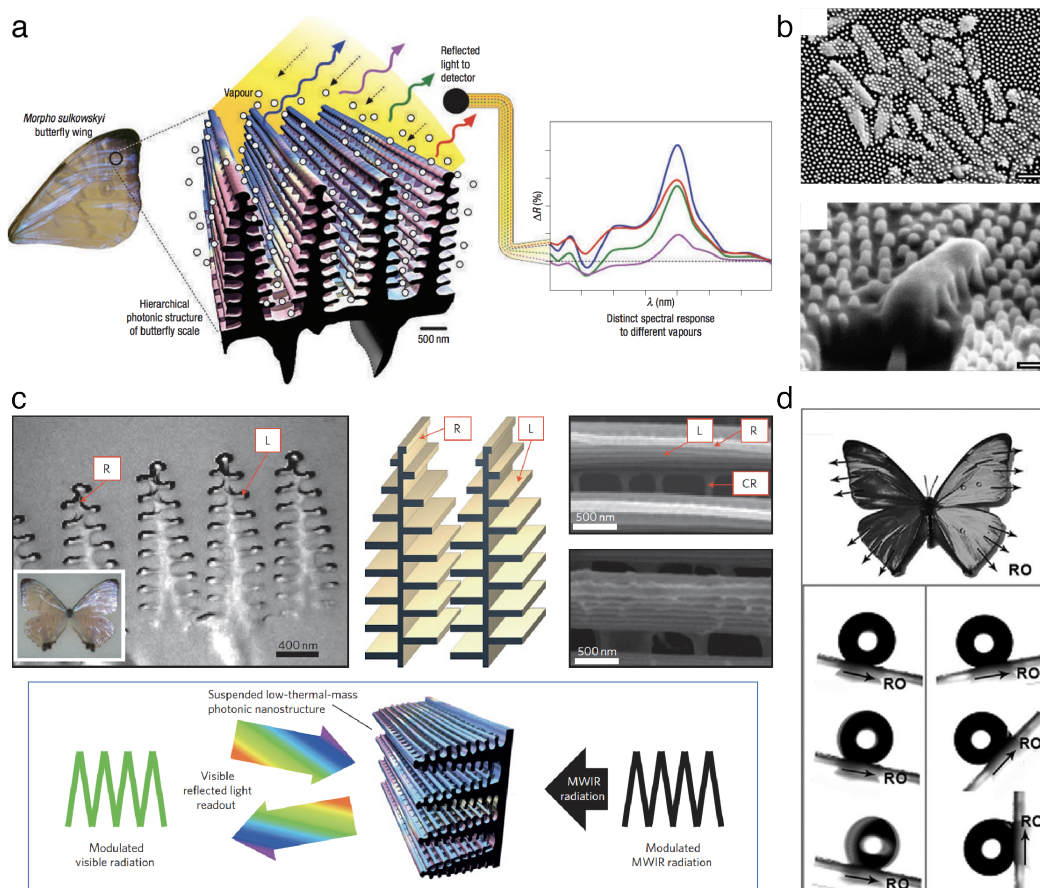 a
Morpho sulkowskyi
butterfly wing
Vapour
Reflected
light to
detector
Hierarchical
photonic structure
of butterfly scale
500 nm
ΔR (%)
λ (nm)
Distinct spectral response
to different vapours
b
c
R
L
400 nm
R
L
L
R
CR
500 nm
500 nm
Suspended low-thermal-mass
photonic nanostructure
Visible
reflected light
readout
MWIR
radiation
Modulated
visible radiation
Modulated
MWIR radiation
d
RO
RO
RO
RO
RO
RO
RO